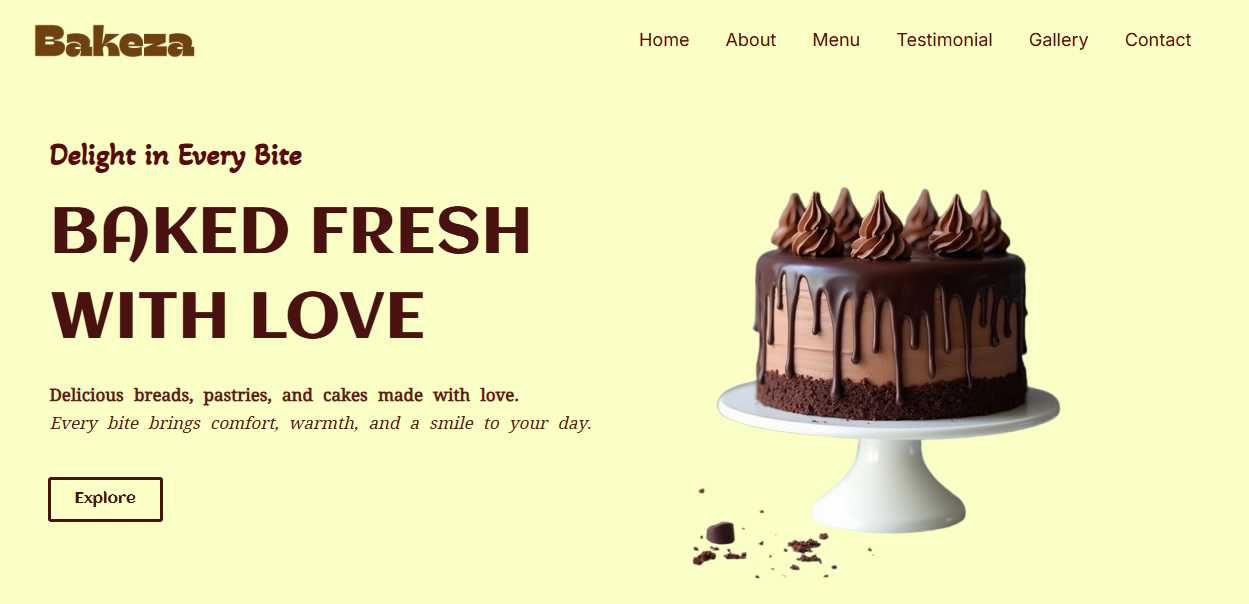 Bakeza
Home About Menu Testimonial Gallery Contact
Delight in Every Bite
BAKED FRESH
WITH LOVE
Delicious breads, pastries, and cakes made with love.
Every bite brings comfort, warmth, and a smile to your day.
Explore